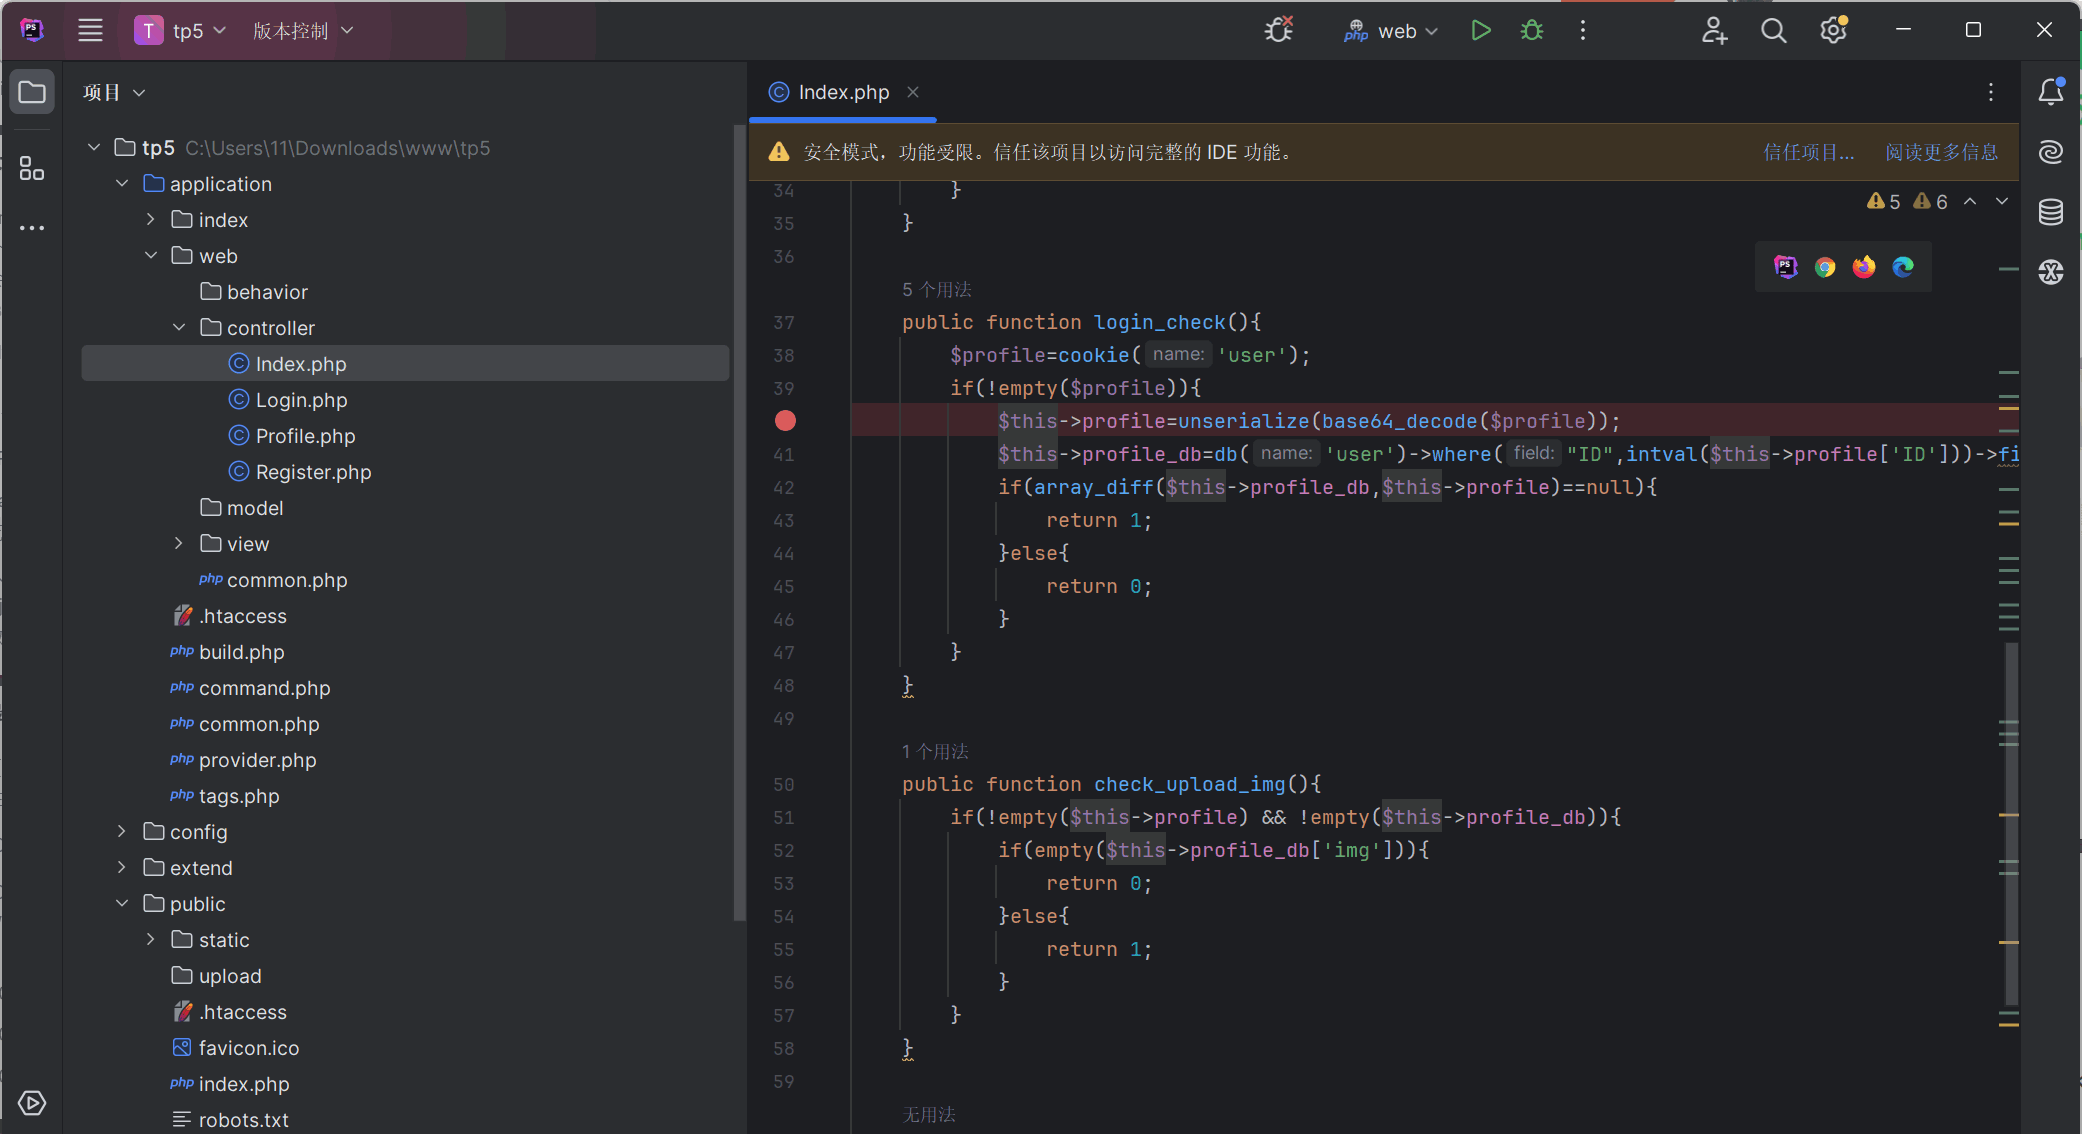 T tp5 版本控制 web
项目
tp5 C:\Users\11\Downloads\www\tp5
application
index
web
behavior
controller
Index.php
Login.php
Profile.php
Register.php
model
view
php common.php
.htaccess
php build.php
php command.php
php common.php
php provider.php
php tags.php
config
extend
public
static
upload
.htaccess
favicon.ico
php index.php
robots.txt
Index.php
安全模式，功能受限。信任该项目以访问完整的 IDE 功能。 信任项目... 阅读更多信息
5 6
34 }
35 }
36
5 个用法
37 public function login_check(){
38 $profile=cookie( name: 'user');
39 if(!empty($profile)){
$this->profile=unserialize(base64_decode($profile));
41 $this->profile_db=db( name: 'user')->where( field: "ID",intval($this->profile['ID']))->fi
42 if(array_diff($this->profile_db,$this->profile)==null){
43 return 1;
44 }else{
45 return 0;
46 }
47 }
48 }
49
1 个用法
50 public function check_upload_img(){
51 if(!empty($this->profile) && !empty($this->profile_db)){
52 if(empty($this->profile_db['img'])){
53 return 0;
54 }else{
55 return 1;
56 }
57 }
58 }
59
无用法